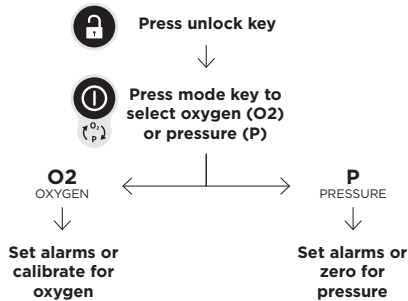 Press unlock key
Press mode key to
select oxygen (O2)
or pressure (P)
O2
P
O2
OXYGEN
P
PRESSURE
Set alarms or
calibrate for
oxygen
Set alarms or
zero for
pressure